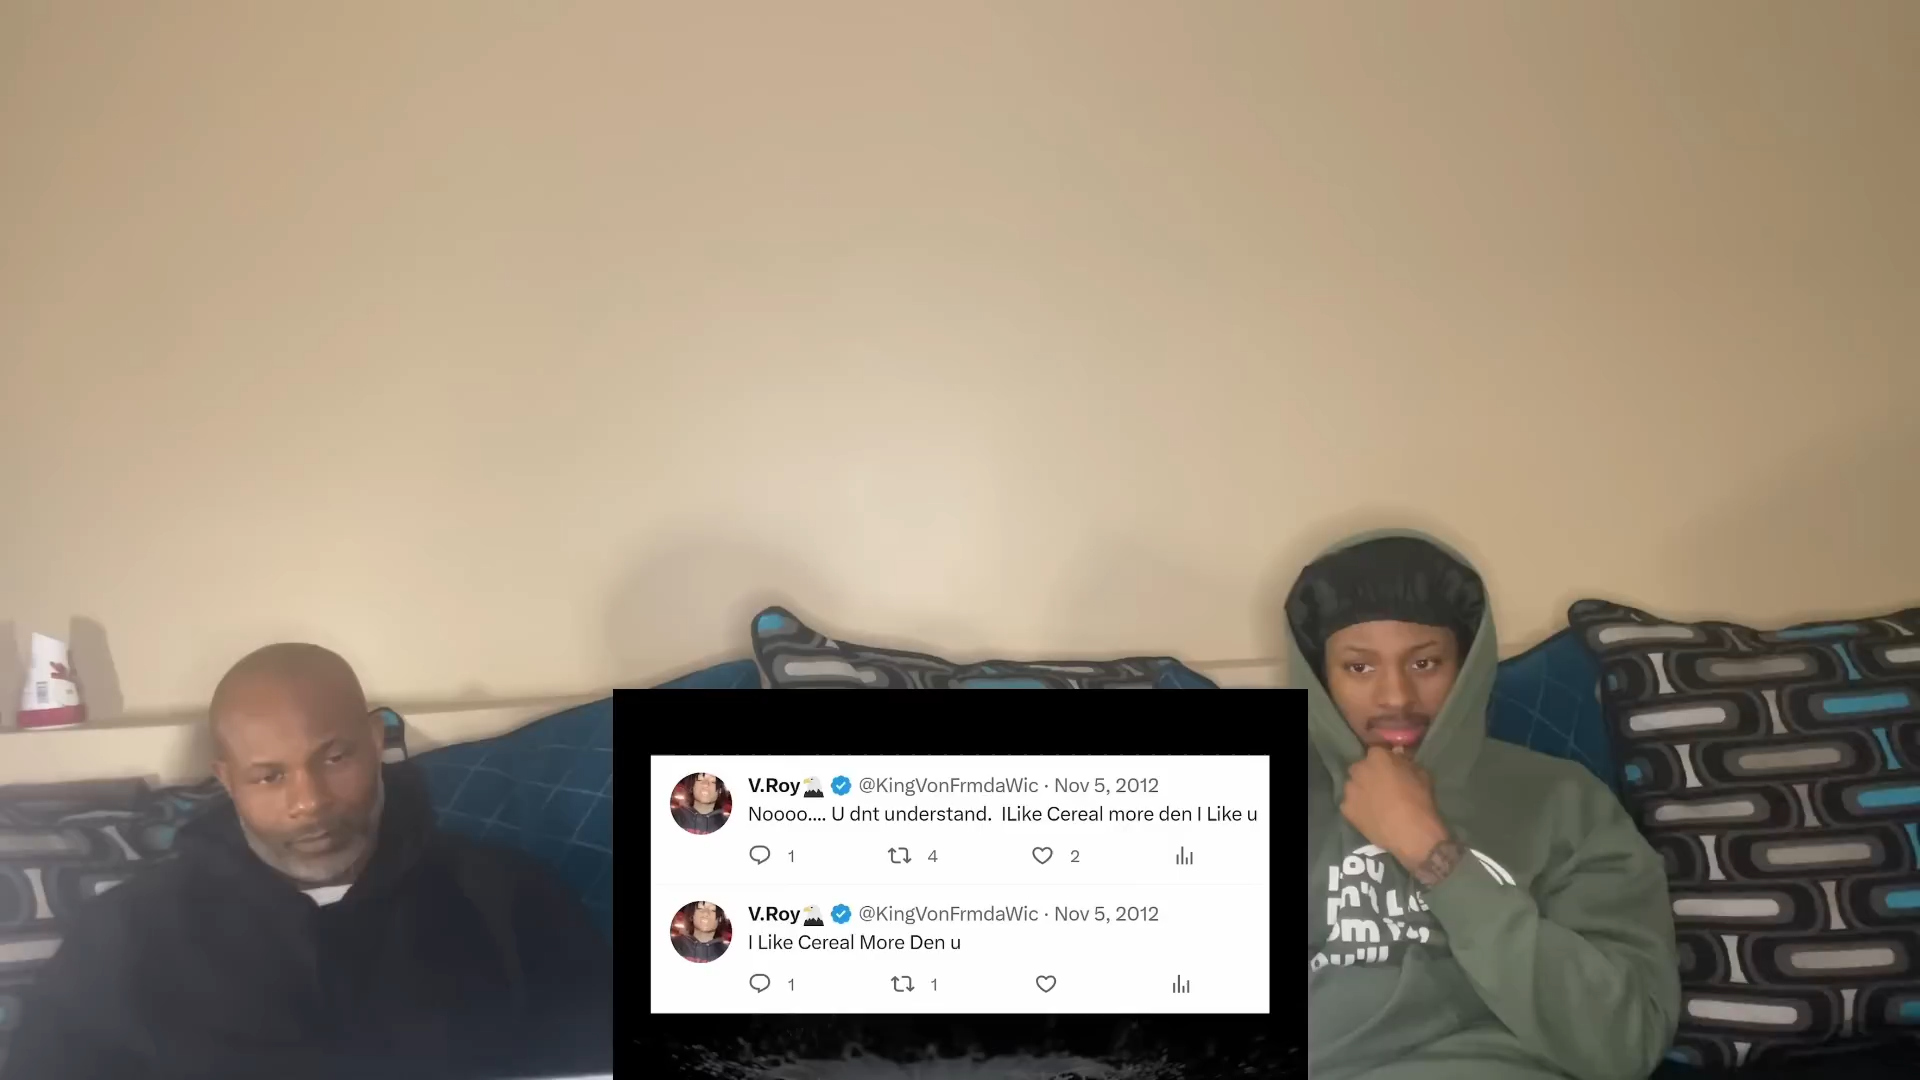 V.Roy @KingVonFrmdaWic · Nov 5, 2012
Noooo.... U dnt understand. ILike Cereal more den I Like u
1 4 2
V.Roy @KingVonFrmdaWic · Nov 5, 2012
I Like Cereal More Den u
1 1